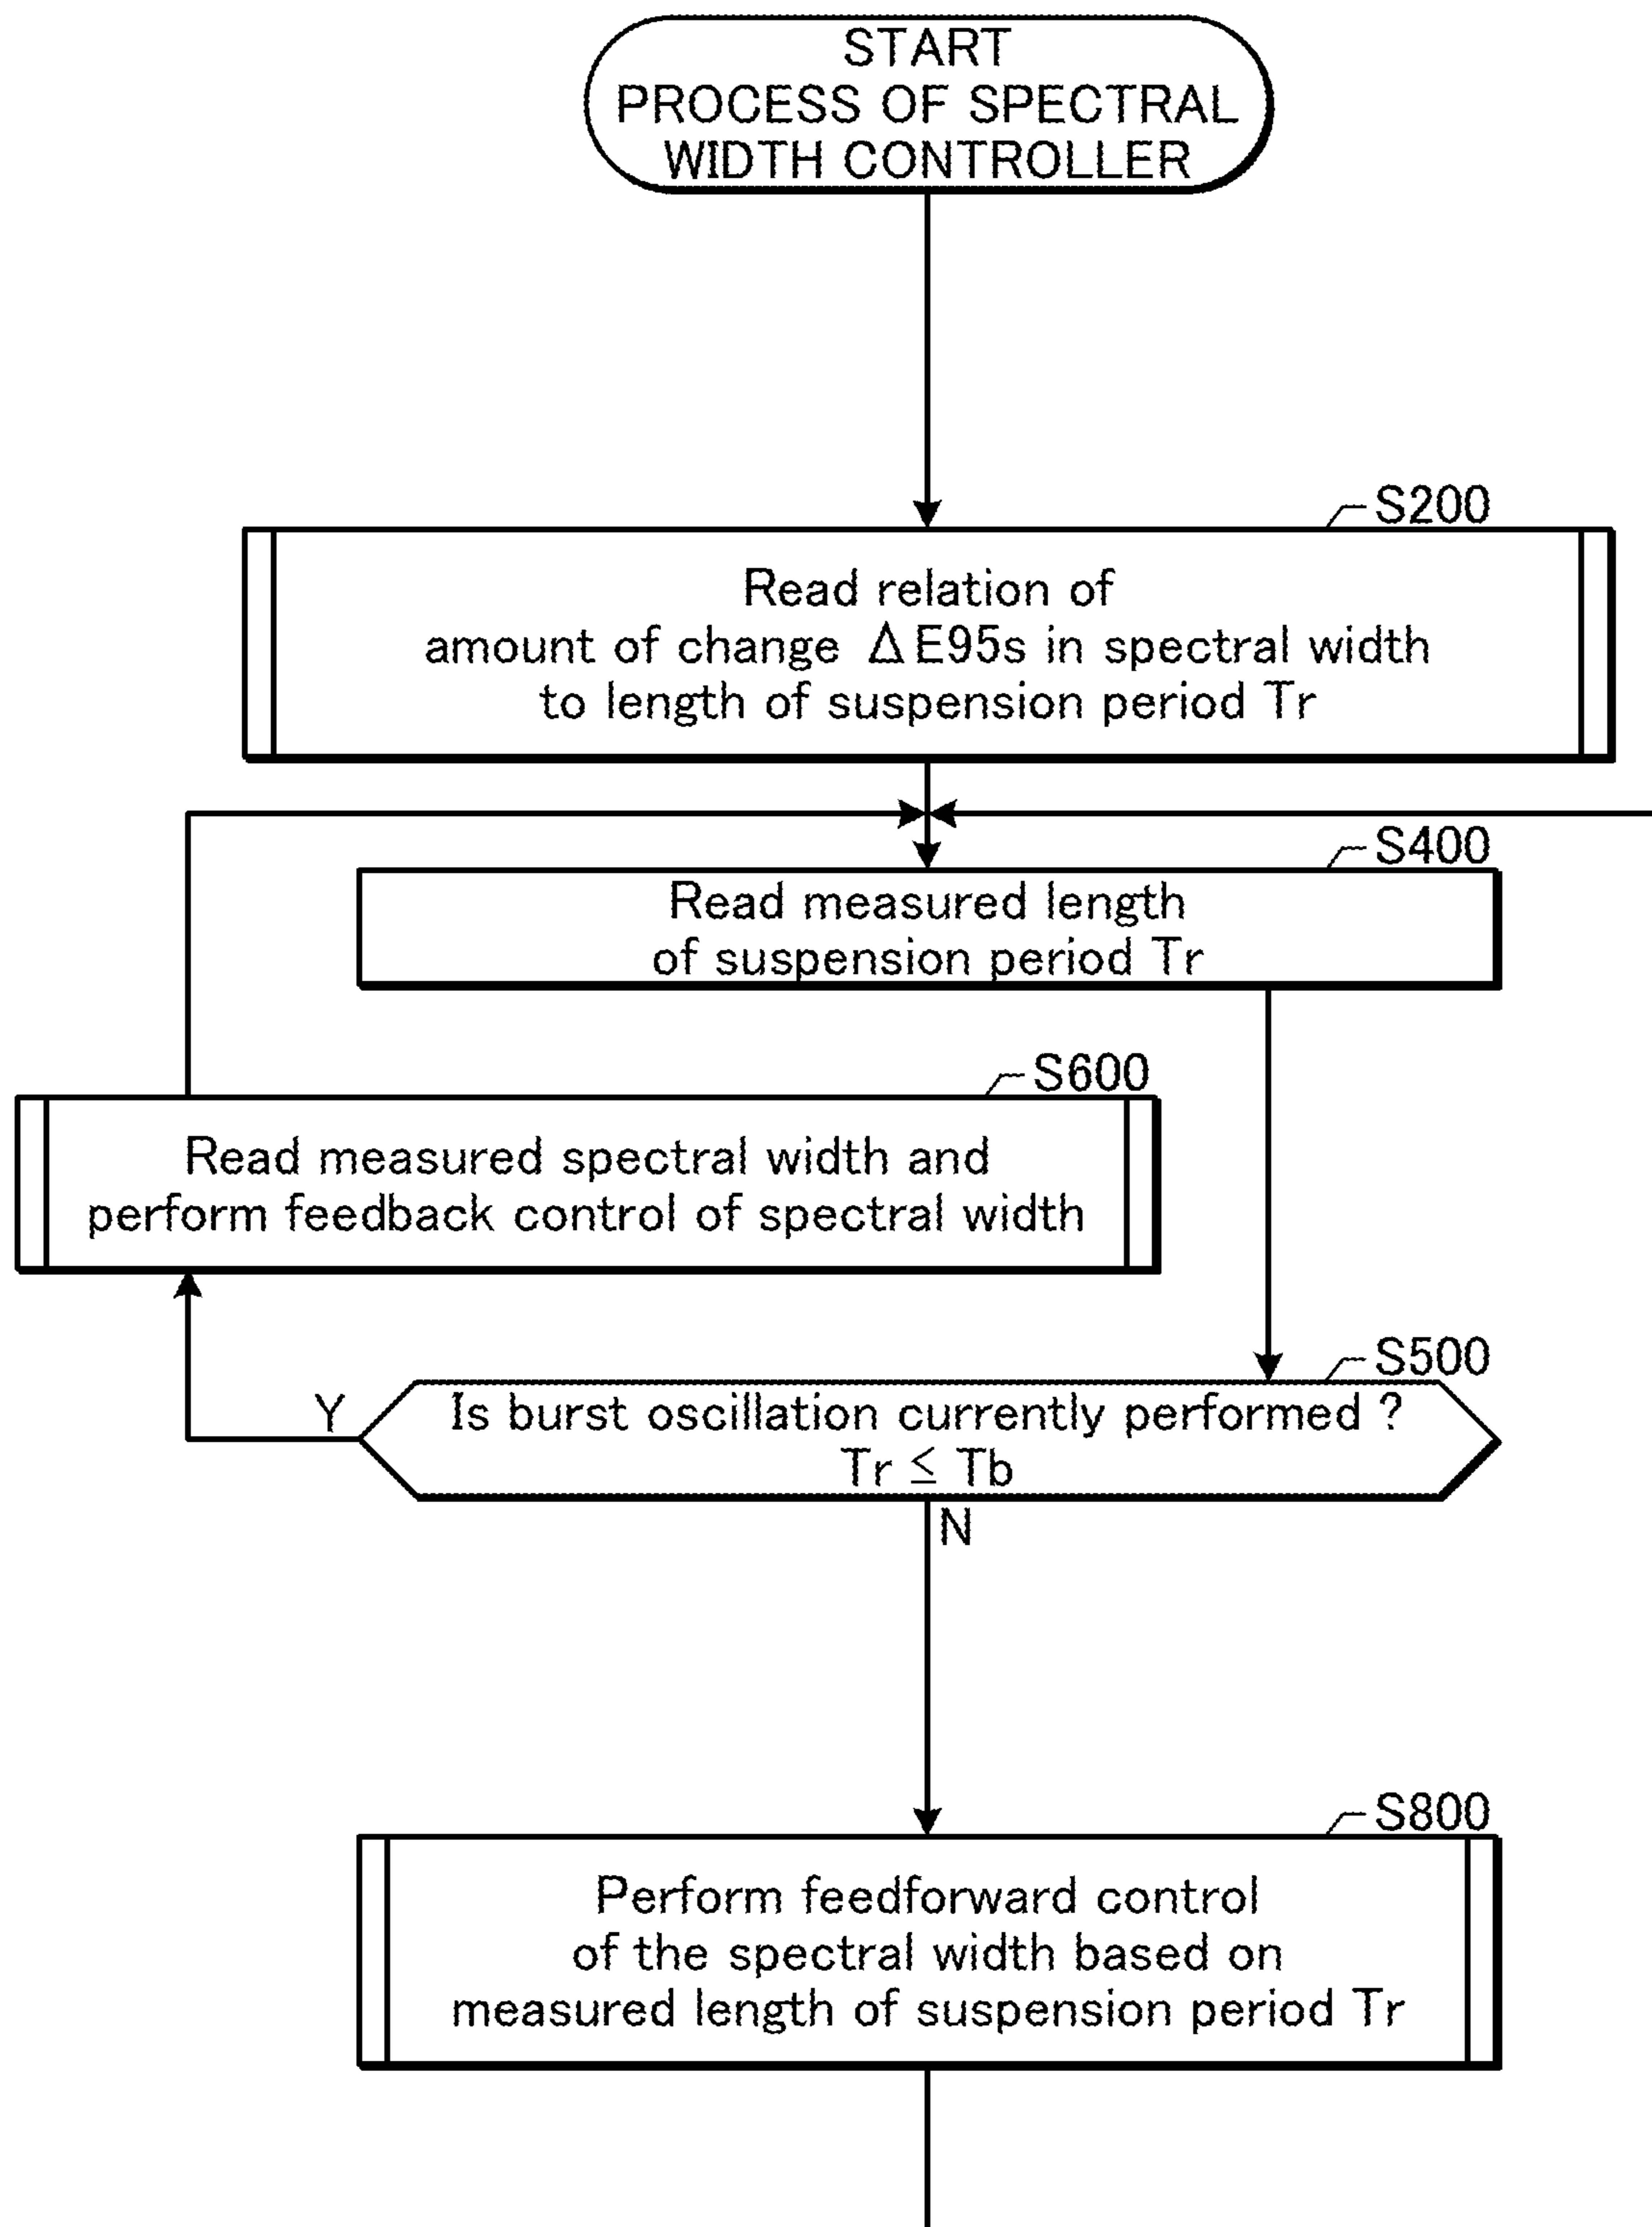 START
PROCESS OF SPECTRAL
WIDTH CONTROLLER
S200
Read relation of
amount of change ΔE95s in spectral width
to length of suspension period Tr
S400
Read measured length
of suspension period Tr
S600
Read measured spectral width and
perform feedback control of spectral width
S500
Y
Is burst oscillation currently performed ?
Tr ≤ Tb
N
S800
Perform feedforward control
of the spectral width based on
measured length of suspension period Tr